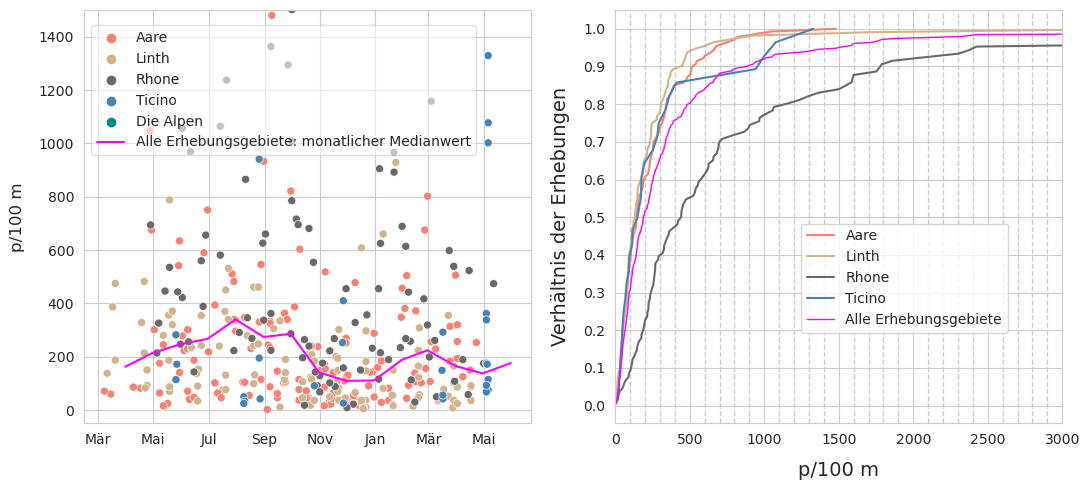 1400
1200
1000
800
600
400
200
0
p/100 m
Aare
Linth
Rhone
Ticino
Die Alpen
Alle Erhebungsgebiete: monatlicher Medianwert
Mär
Mai
Jul
Sep
Nov
Jan
Mär
Mai
1.0
0.9
0.8
0.7
0.6
0.5
0.4
0.3
0.2
0.1
0.0
Verhältnis der Erhebungen
Aare
Linth
Rhone
Ticino
Alle Erhebungsgebiete
0
500
1000
1500
2000
2500
3000
p/100 m